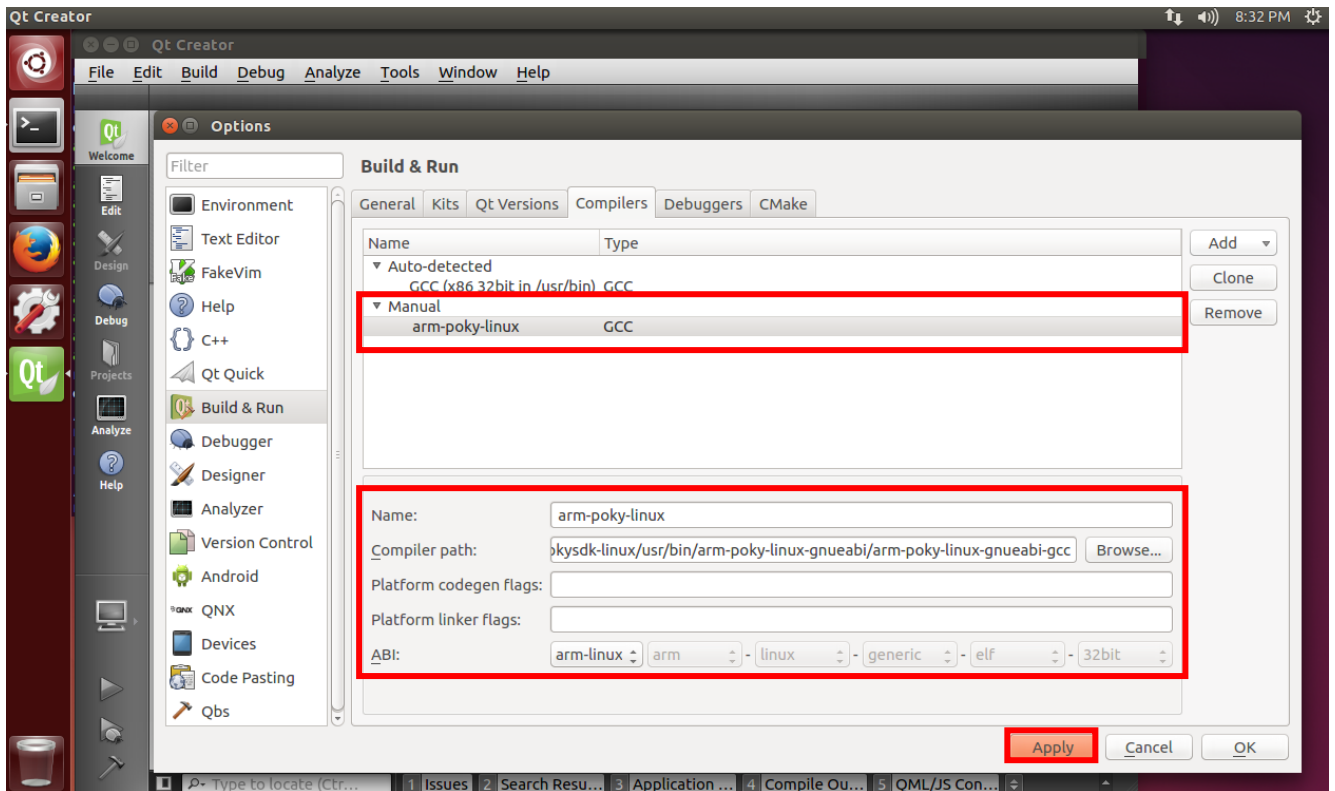 Qt Creator
8:32 PM
Qt Creator
File Edit Build Debug Analyze Tools Window Help
Options
Welcome
Edit
Design
Debug
Projects
Analyze
Help
Filter
Environment
Text Editor
FakeVim
Help
C++
Qt Quick
Build & Run
Debugger
Designer
Analyzer
Version Control
Android
QNX
Devices
Code Pasting
Qbs
Build & Run
General Kits Qt Versions Compilers Debuggers CMake
Name Type
Auto-detected
GCC (x86 32bit in /usr/bin) GCC
Manual
arm-poky-linux GCC
Add
Clone
Remove
Name: arm-poky-linux
Compiler path: okysdk-linux/usr/bin/arm-poky-linux-gnueabi/arm-poky-linux-gnueabi-gcc Browse...
Platform codegen flags:
Platform linker flags:
ABI: arm-linux arm - linux - generic - elf - 32bit
Apply Cancel OK
Type to locate (Ctr... 1 Issues 2 Search Resu... 3 Application ... 4 Compile Ou... 5 QML/JS Con...